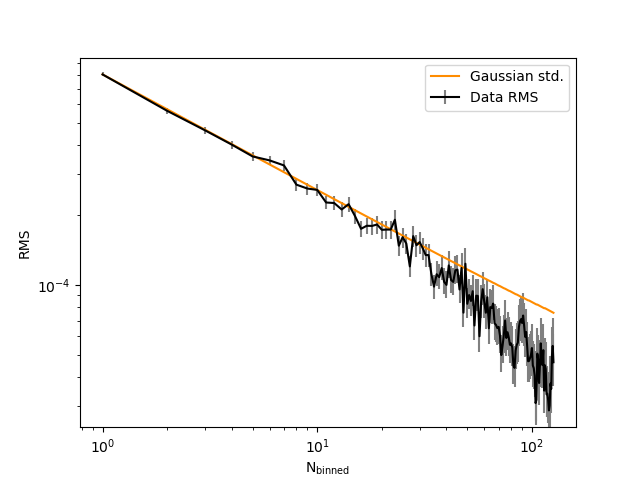 Gaussian std.
Data RMS
RMS
10⁻⁴
10⁰
10¹
10²
N_binned